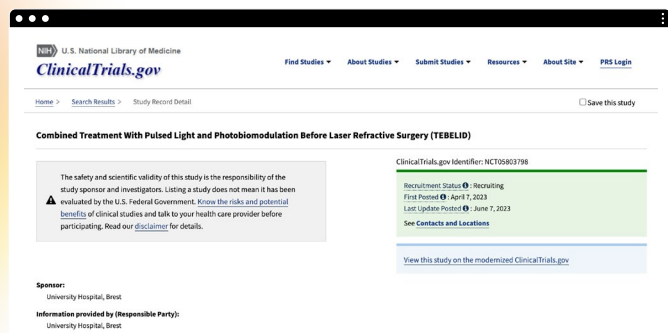 NIH U.S. National Library of Medicine
ClinicalTrials.gov
Find Studies About Studies Submit Studies Resources About Site PRS Login
Home > Search Results > Study Record Detail
Save this study
Combined Treatment With Pulsed Light and Photobiomodulation Before Laser Refractive Surgery (TEBELID)
The safety and scientific validity of this study is the responsibility of the
study sponsor and investigators. Listing a study does not mean it has been
evaluated by the U.S. Federal Government. Know the risks and potential
benefits of clinical studies and talk to your health care provider before
participating. Read our disclaimer for details.
ClinicalTrials.gov Identifier: NCT05803798
Recruitment Status : Recruiting
First Posted : April 7, 2023
Last Update Posted : June 7, 2023
See Contacts and Locations
View this study on the modernized ClinicalTrials.gov
Sponsor:
University Hospital, Brest
Information provided by (Responsible Party):
University Hospital, Brest